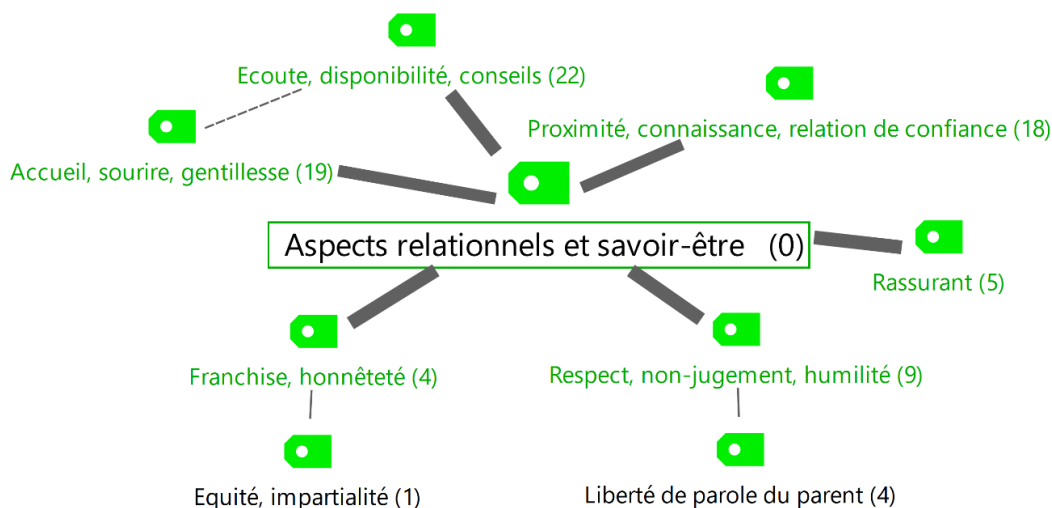 Ecoute, disponibilité, conseils (22)
Proximité, connaissance, relation de confiance (18)
Accueil, sourire, gentillesse (19)
Aspects relationnels et savoir-être (0)
Rassurant (5)
Franchise, honnêteté (4)
Respect, non-jugement, humilité (9)
Equité, impartialité (1)
Liberté de parole du parent (4)